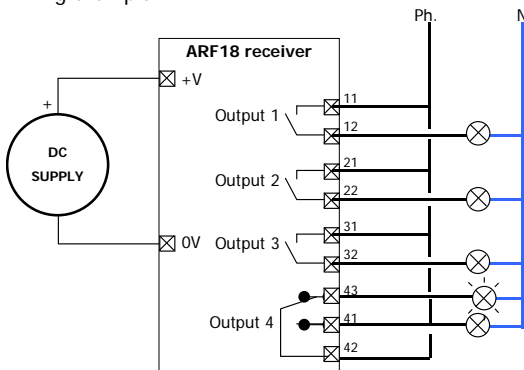 Ph.
N
ARF18 receiver
+V
+
DC
SUPPLY
0V
Output 1
11
12
Output 2
21
22
Output 3
31
32
Output 4
43
41
42